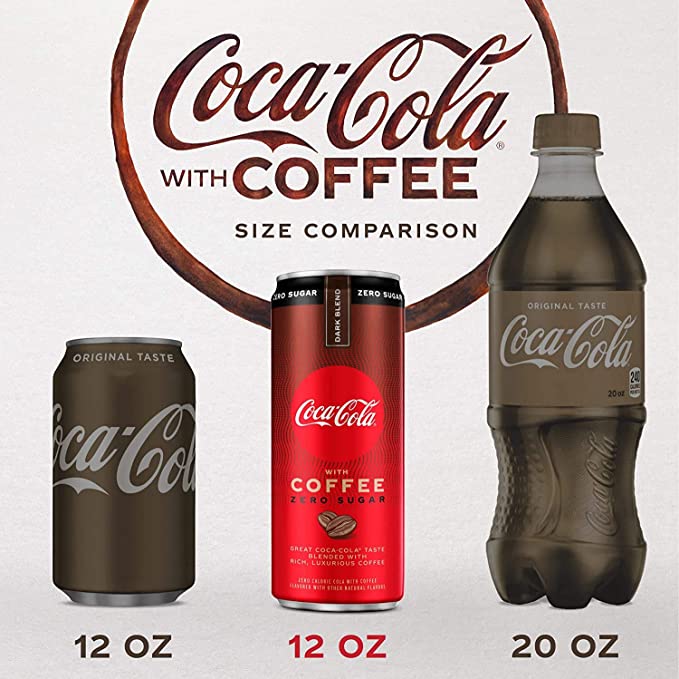 Coca-Cola®
WITH COFFEE
SIZE COMPARISON
ORIGINAL TASTE
Coca-Cola
ZERO SUGAR
ZERO SUGAR
DARK BLEND
Coca-Cola
WITH
COFFEE
ZERO SUGAR
GREAT COCA-COLA® TASTE
BLENDED WITH
RICH, LUXURIOUS COFFEE
ZERO CALORIE COLA WITH COFFEE
FLAVORED WITH OTHER NATURAL FLAVORS
ORIGINAL TASTE
Coca-Cola
240
CALORIES
20 OZ
Coca-Cola
12 OZ
12 OZ
20 OZ